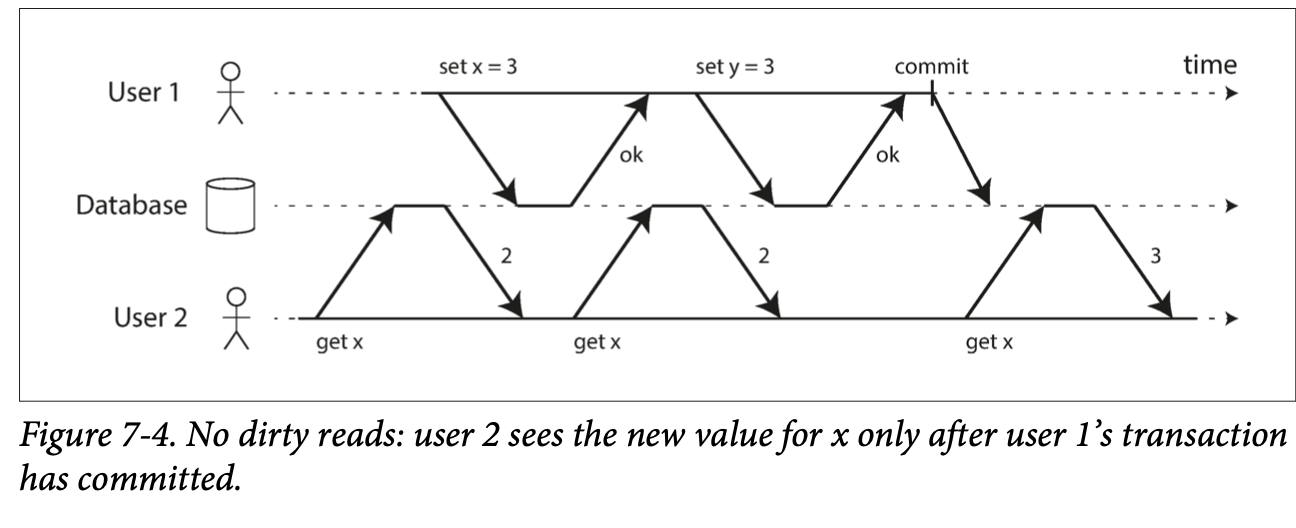 set x = 3
set y = 3
commit
time
User 1
ok
ok
Database
2
2
3
User 2
get x
get x
get x
Figure 7-4. No dirty reads: user 2 sees the new value for x only after user 1’s transaction
has committed.